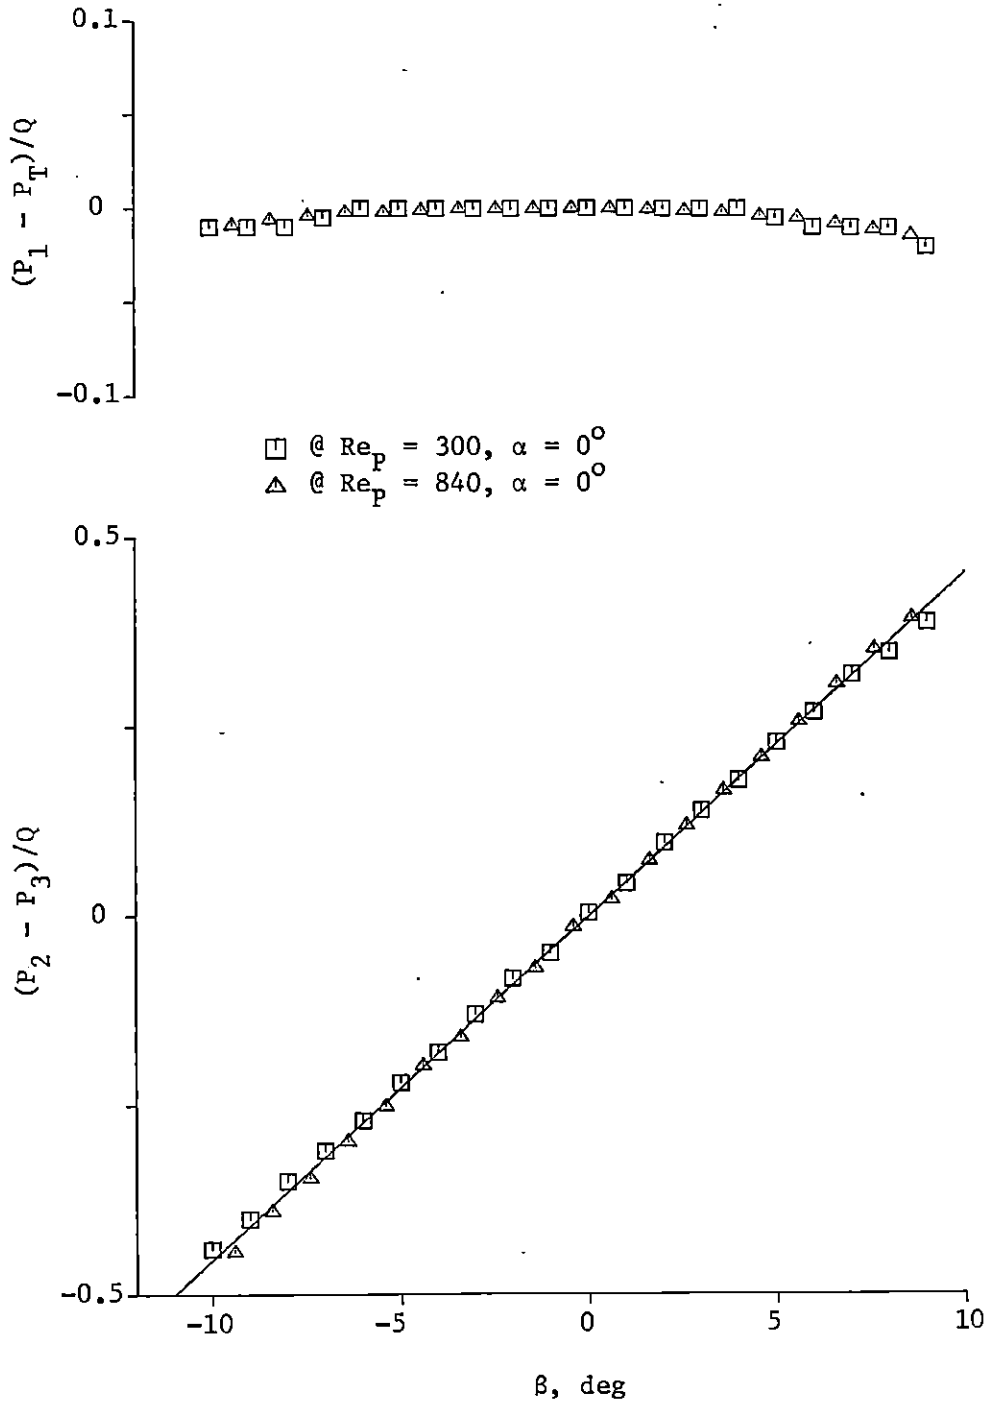 0.1
0
-0.1
(P1 - PT)/Q
@ ReP = 300, α = 0°
@ ReP = 840, α = 0°
0.5
0
-0.5
(P2 - P3)/Q
-10 -5 0 5 10
β, deg